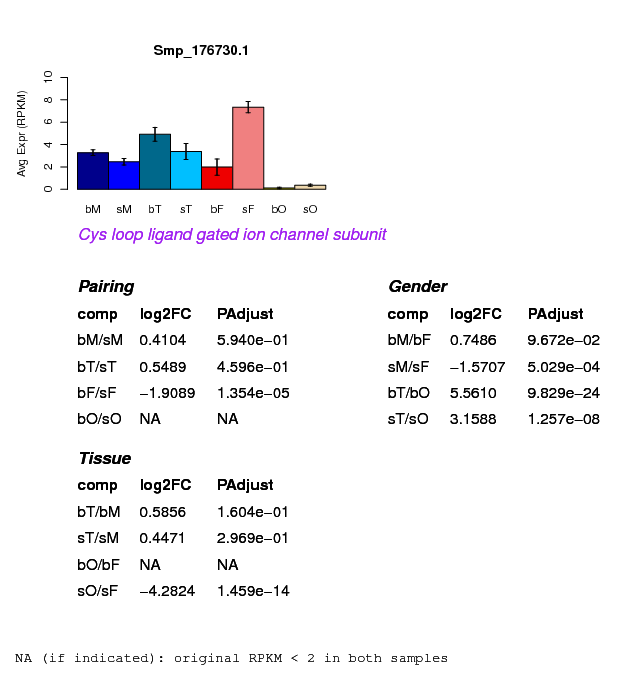 Smp_176730.1
Avg Expr (RPKM)
0 2 4 6 8 10
bM sM bT sT bF sF bO sO
Cys loop ligand gated ion channel subunit
Pairing
comp log2FC PAdjust
bM/sM 0.4104 5.940e−01
bT/sT 0.5489 4.596e−01
bF/sF −1.9089 1.354e−05
bO/sO NA NA
Gender
comp log2FC PAdjust
bM/bF 0.7486 9.672e−02
sM/sF −1.5707 5.029e−04
bT/bO 5.5610 9.829e−24
sT/sO 3.1588 1.257e−08
Tissue
comp log2FC PAdjust
bT/bM 0.5856 1.604e−01
sT/sM 0.4471 2.969e−01
bO/bF NA NA
sO/sF −4.2824 1.459e−14
NA (if indicated): original RPKM < 2 in both samples